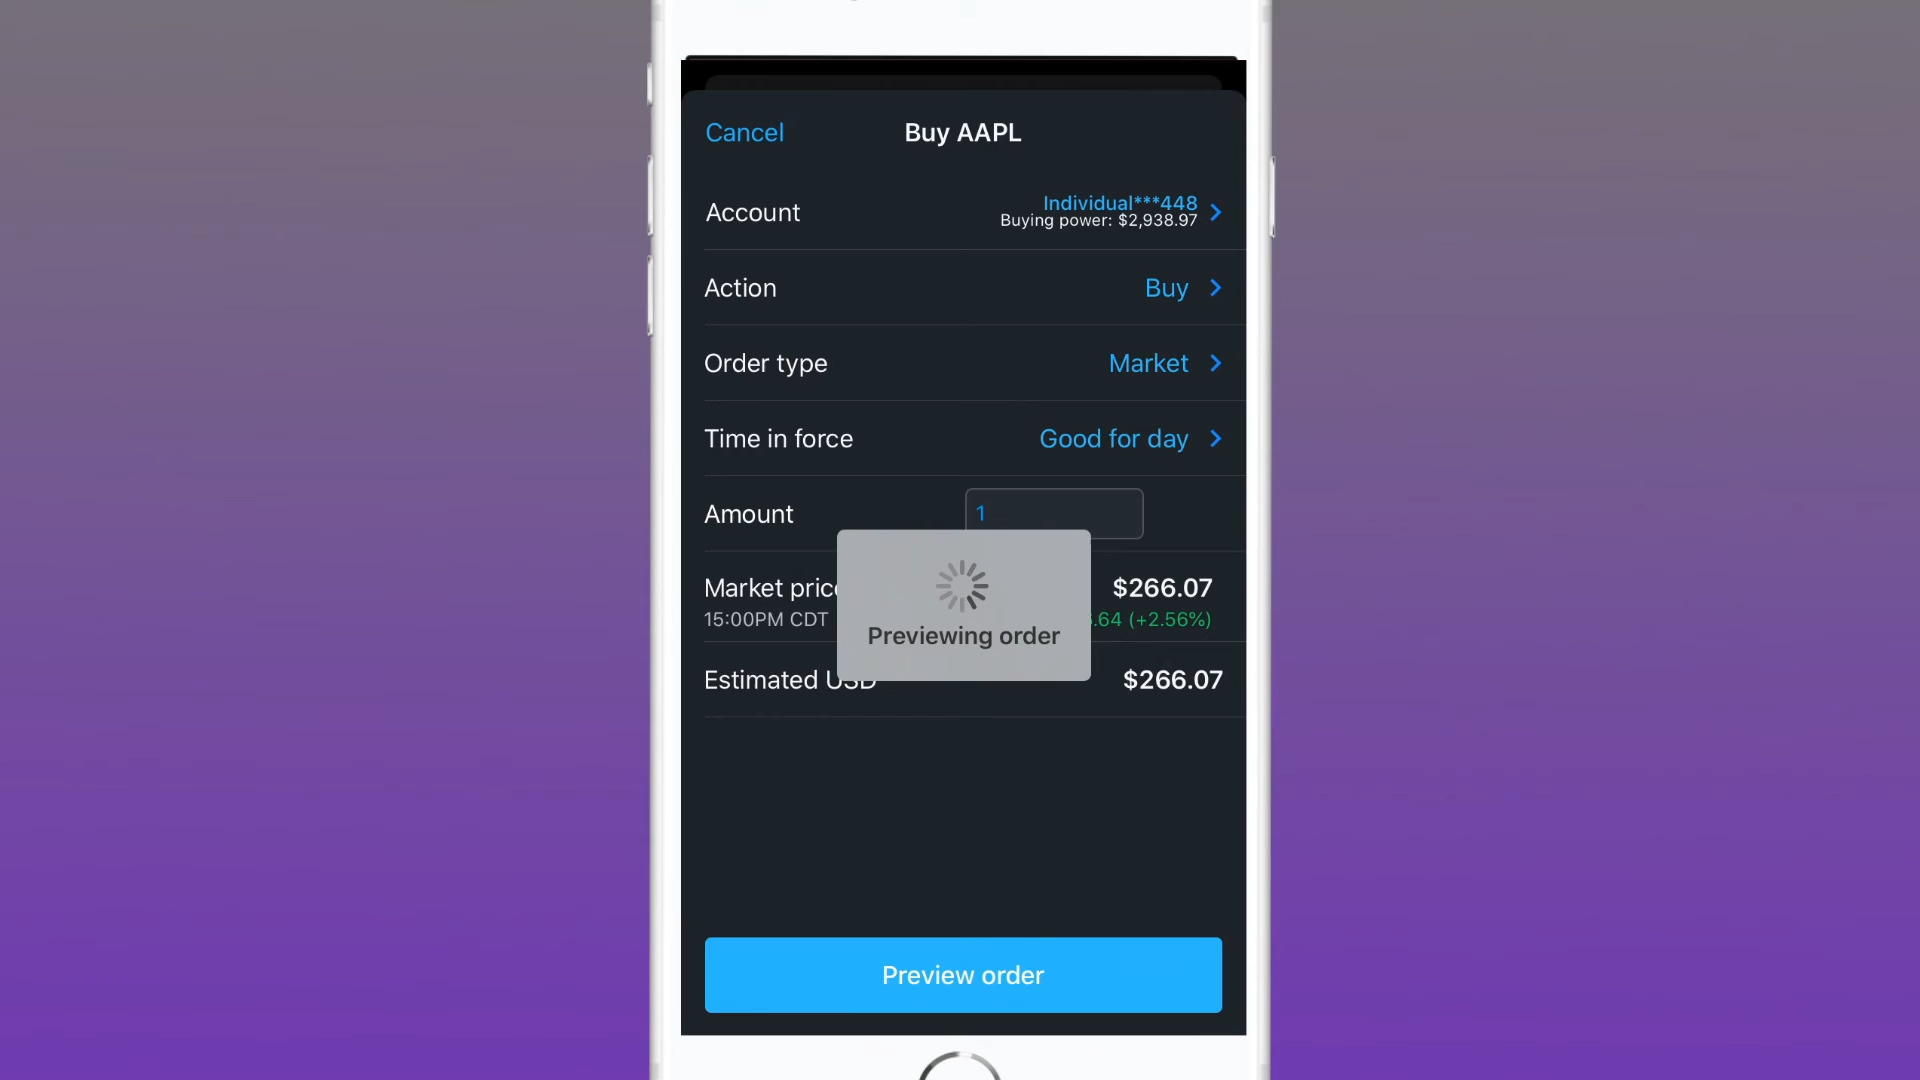 Cancel
Buy AAPL
Account
Individual***448
Buying power: $2,938.97
Action
Buy
Order type
Market
Time in force
Good for day
Amount
1
Market
$266.07
15:00PM CDT
.64 (+2.56%)
Previewing order
Estimated USD
$266.07
Preview order